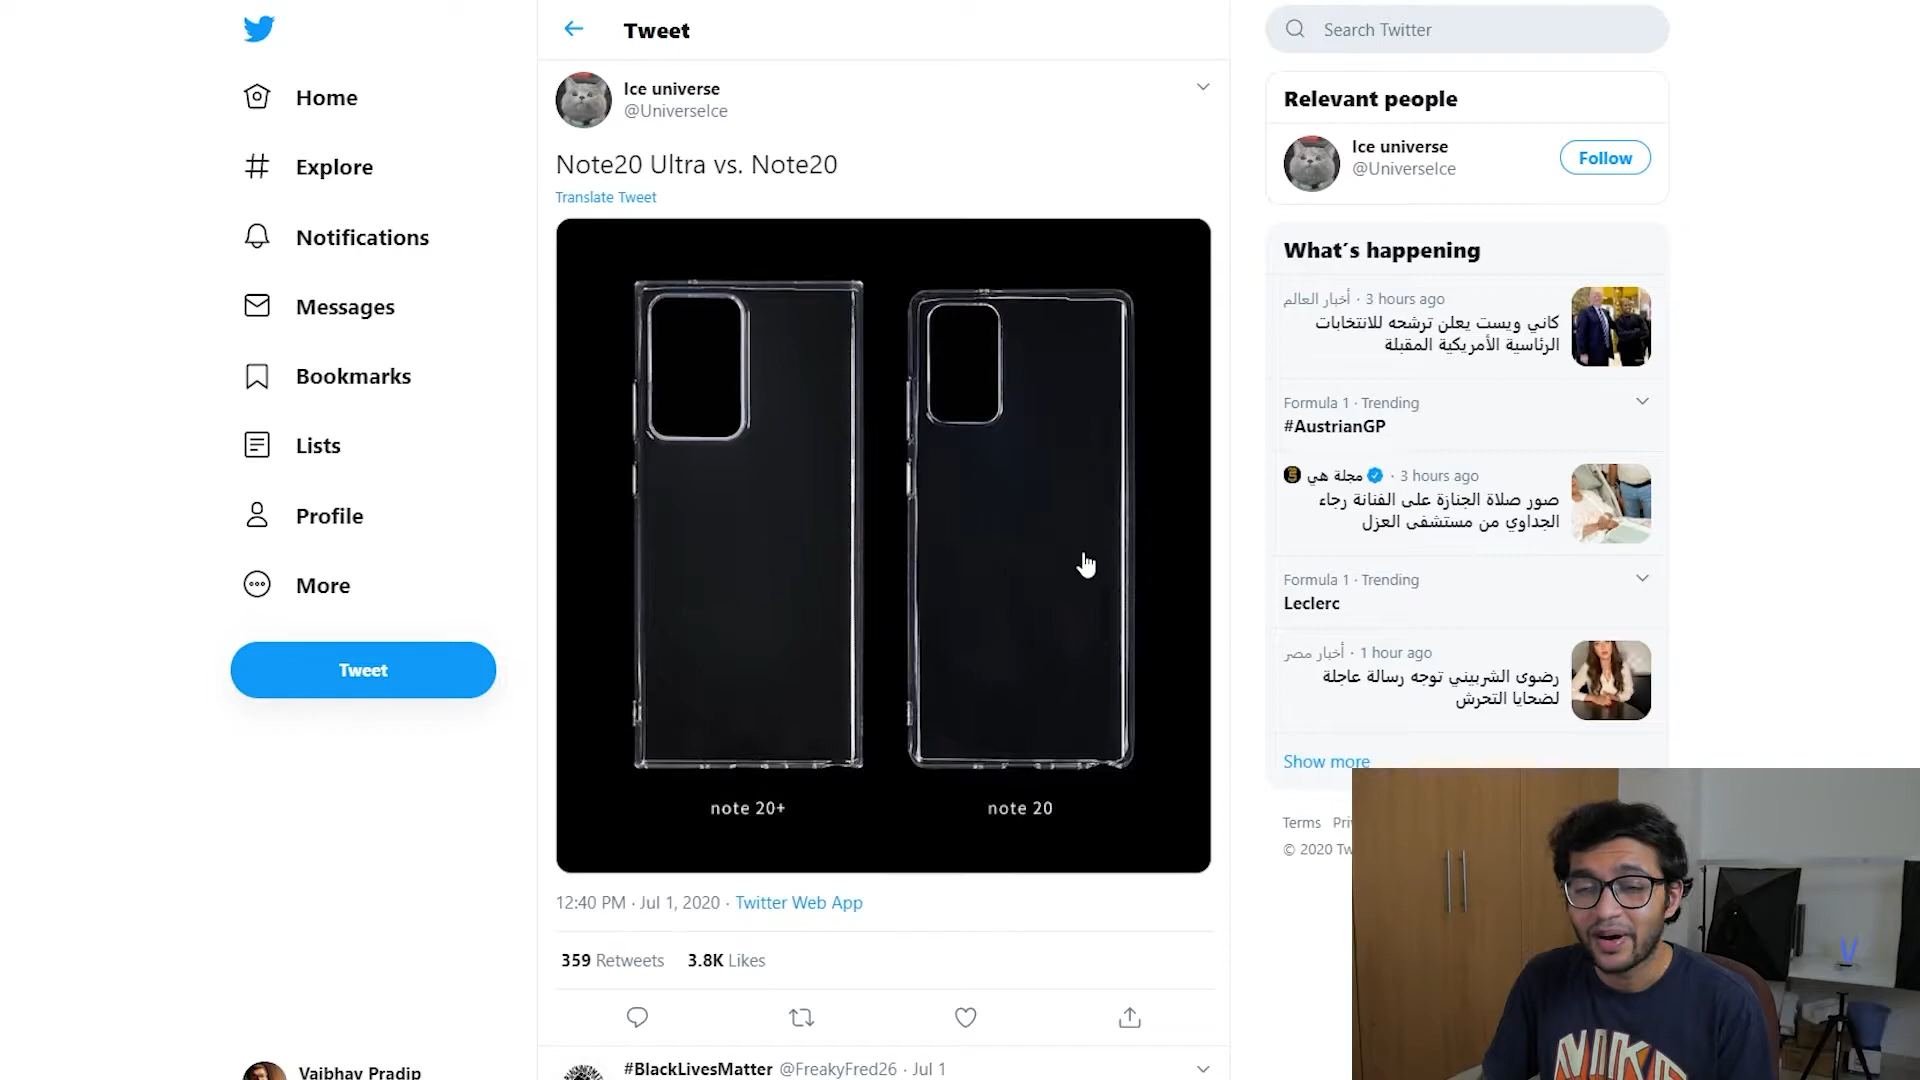 Home
Explore
Notifications
Messages
Bookmarks
Lists
Profile
More
Tweet
Vaibhav Pradip
Tweet
Ice universe
@UniverseIce
Note20 Ultra vs. Note20
Translate Tweet
note 20+
note 20
12:40 PM · Jul 1, 2020 · Twitter Web App
359 Retweets 3.8K Likes
#BlackLivesMatter @FreakyFred26 · Jul 1
Search Twitter
Relevant people
Ice universe
@UniverseIce
Follow
What's happening
أخبار العالم · 3 hours ago
كاني ويست يعلن ترشحه للانتخابات
الرئاسية الأمريكية المقبلة
Formula 1 · Trending
#AustrianGP
مجلة هي · 3 hours ago
صور صلاة الجنازة على الفنانة رجاء
الجداوي من مستشفى العزل
Formula 1 · Trending
Leclerc
أخبار مصر · 1 hour ago
رضوى الشربيني توجه رسالة عاجلة
لضحايا التحرش
Show more
Terms
© 2020